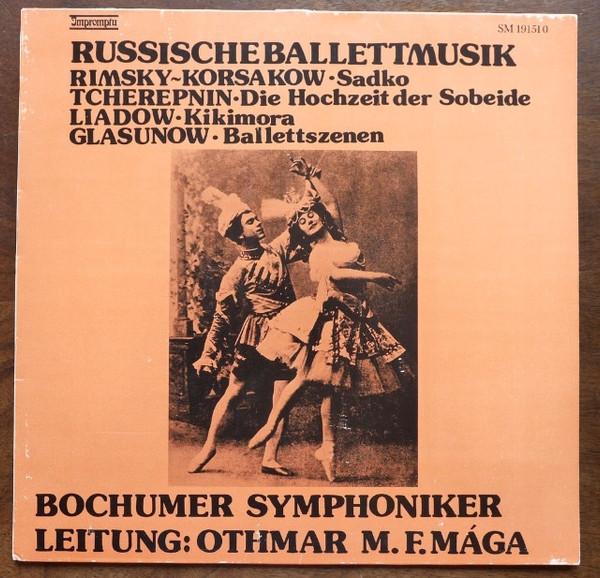 Impromptu
SM 191510
RUSSISCHE BALLETTMUSIK
RIMSKY~KORSAKOW · Sadko
TCHEREPNIN · Die Hochzeit der Sobeide
LIADOW · Kikimora
GLASUNOW · Ballettszenen
BOCHUMER SYMPHONIKER
LEITUNG: OTHMAR M. F. MÁGA